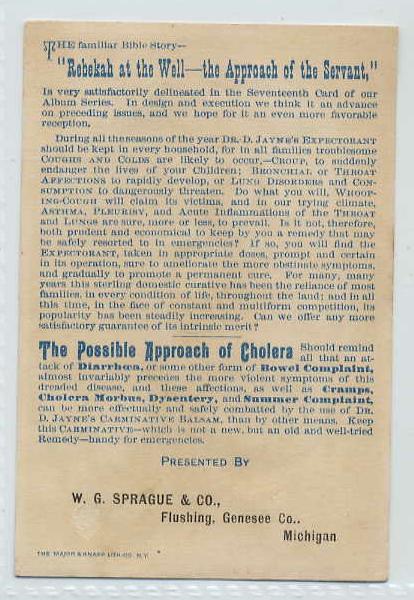 THE familiar Bible Story—
"Rebekah at the Well—the Approach of the Servant,"
Is very satisfactorily delineated in the Seventeenth Card of our
Album Series. In design and execution we think it an advance
on preceding issues, and we hope for it an even more favorable
reception.
During all the seasons of the year DR. D. JAYNE'S EXPECTORANT
should be kept in every household, for in all families troublesome
COUGHS AND COLDS are likely to occur,—CROUP, to suddenly
endanger the lives of your Children; BRONCHIAL or THROAT
AFFECTIONS to rapidly develop, or LUNG DISORDERS and CON-
SUMPTION to dangerously threaten. Do what you will, WHOOP-
ING-COUGH will claim its victims, and in our trying climate,
ASTHMA, PLEURISY, and Acute Inflammations of the THROAT
and LUNGS are sure, more or less, to prevail. Is it not, therefore,
both prudent and economical to keep by you a remedy that may
be safely resorted to in emergencies? If so, you will find the
EXPECTORANT, taken in appropriate doses, prompt and certain
in its operation, sure to ameliorate the more obstinate symptoms,
and gradually to promote a permanent cure. For many, many
years this sterling domestic curative has been the reliance of most
families, in every condition of life, throughout the land; and in all
this time, in the face of constant and multiform competition, its
popularity has been steadily increasing. Can we offer any more
satisfactory guarantee of its intrinsic merit?
The Possible Approach of Cholera Should remind
all that an at-
tack of Diarrhœa, or some other form of Bowel Complaint,
almost invariably precedes the more violent symptoms of this
dreaded disease, and these affections, as well as Cramps,
Cholera Morbus, Dysentery, and Summer Complaint,
can be more effectually and safely combatted by the use of DR.
D. JAYNE'S CARMINATIVE BALSAM, than by other means. Keep
this CARMINATIVE—which is not a new, but an old and well-tried
Remedy—handy for emergencies.
PRESENTED BY
W. G. SPRAGUE & CO.,
Flushing, Genesee Co..
Michigan
THE MAJOR & KNAPP LITH. CO. N.Y.